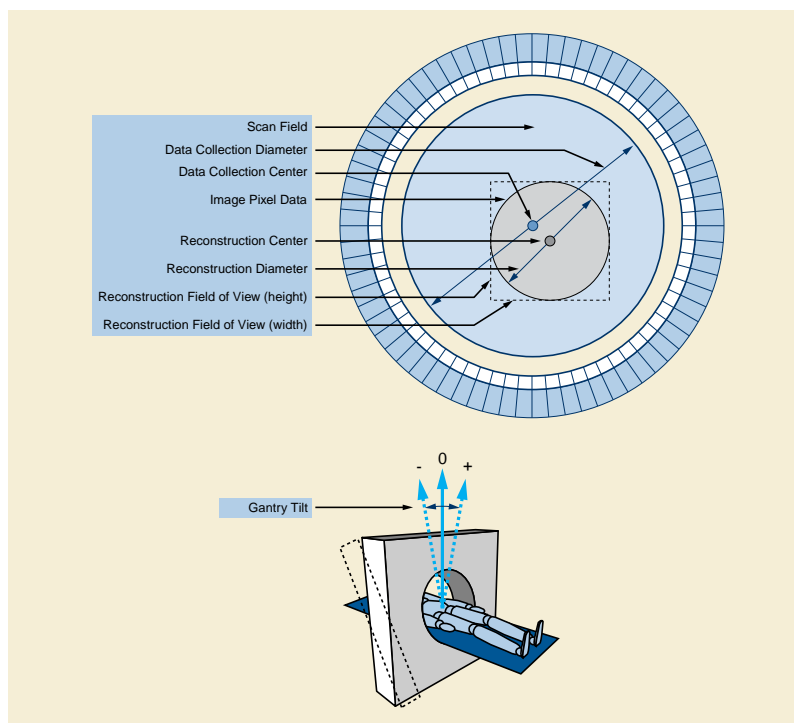 Scan Field
Data Collection Diameter
Data Collection Center
Image Pixel Data
Reconstruction Center
Reconstruction Diameter
Reconstruction Field of View (height)
Reconstruction Field of View (width)
- 0 +
Gantry Tilt